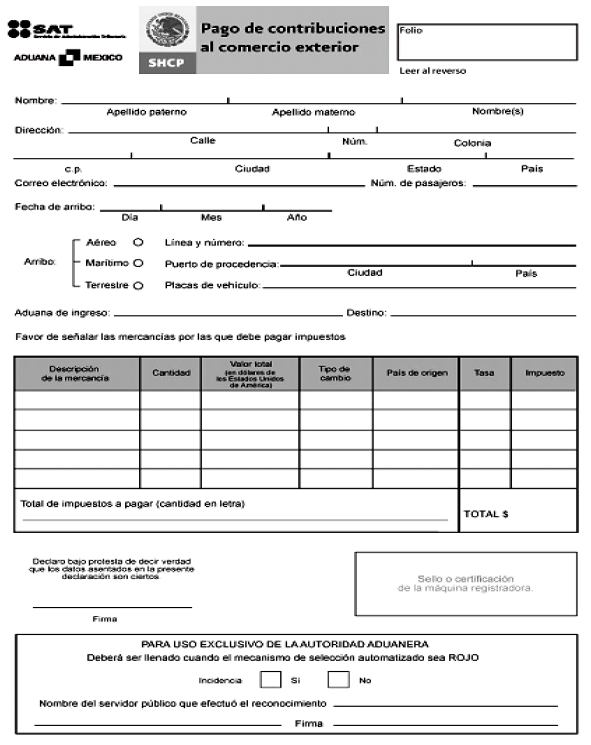 SAT
Servicio de Administración Tributaria
ADUANA MEXICO
SHCP
Pago de contribuciones
al comercio exterior
Folio
Leer al reverso
Nombre:
Apellido paterno Apellido materno Nombre(s)
Dirección:
Calle Núm. Colonia
c.p. Ciudad Estado País
Correo electrónico: Núm. de pasajeros:
Fecha de arribo:
Día Mes Año
Arribo:
Aéreo Línea y número:
Marítimo Puerto de procedencia:
Ciudad País
Terrestre Placas de vehículo:
Aduana de ingreso: Destino:
Favor de señalar las mercancías por las que debe pagar impuestos
Descripción de la mercancía Cantidad Valor total (en dólares de los Estados Unidos de América) Tipo de cambio País de origen Tasa Impuesto
Total de impuestos a pagar (cantidad en letra)
TOTAL $
Declaro bajo protesta de decir verdad
que los datos asentados en la presente
declaración son ciertos
Firma
Sello o certificación
de la máquina registradora.
PARA USO EXCLUSIVO DE LA AUTORIDAD ADUANERA
Deberá ser llenado cuando el mecanismo de selección automatizado sea ROJO
Incidencia Sí No
Nombre del servidor público que efectuó el reconocimiento
Firma